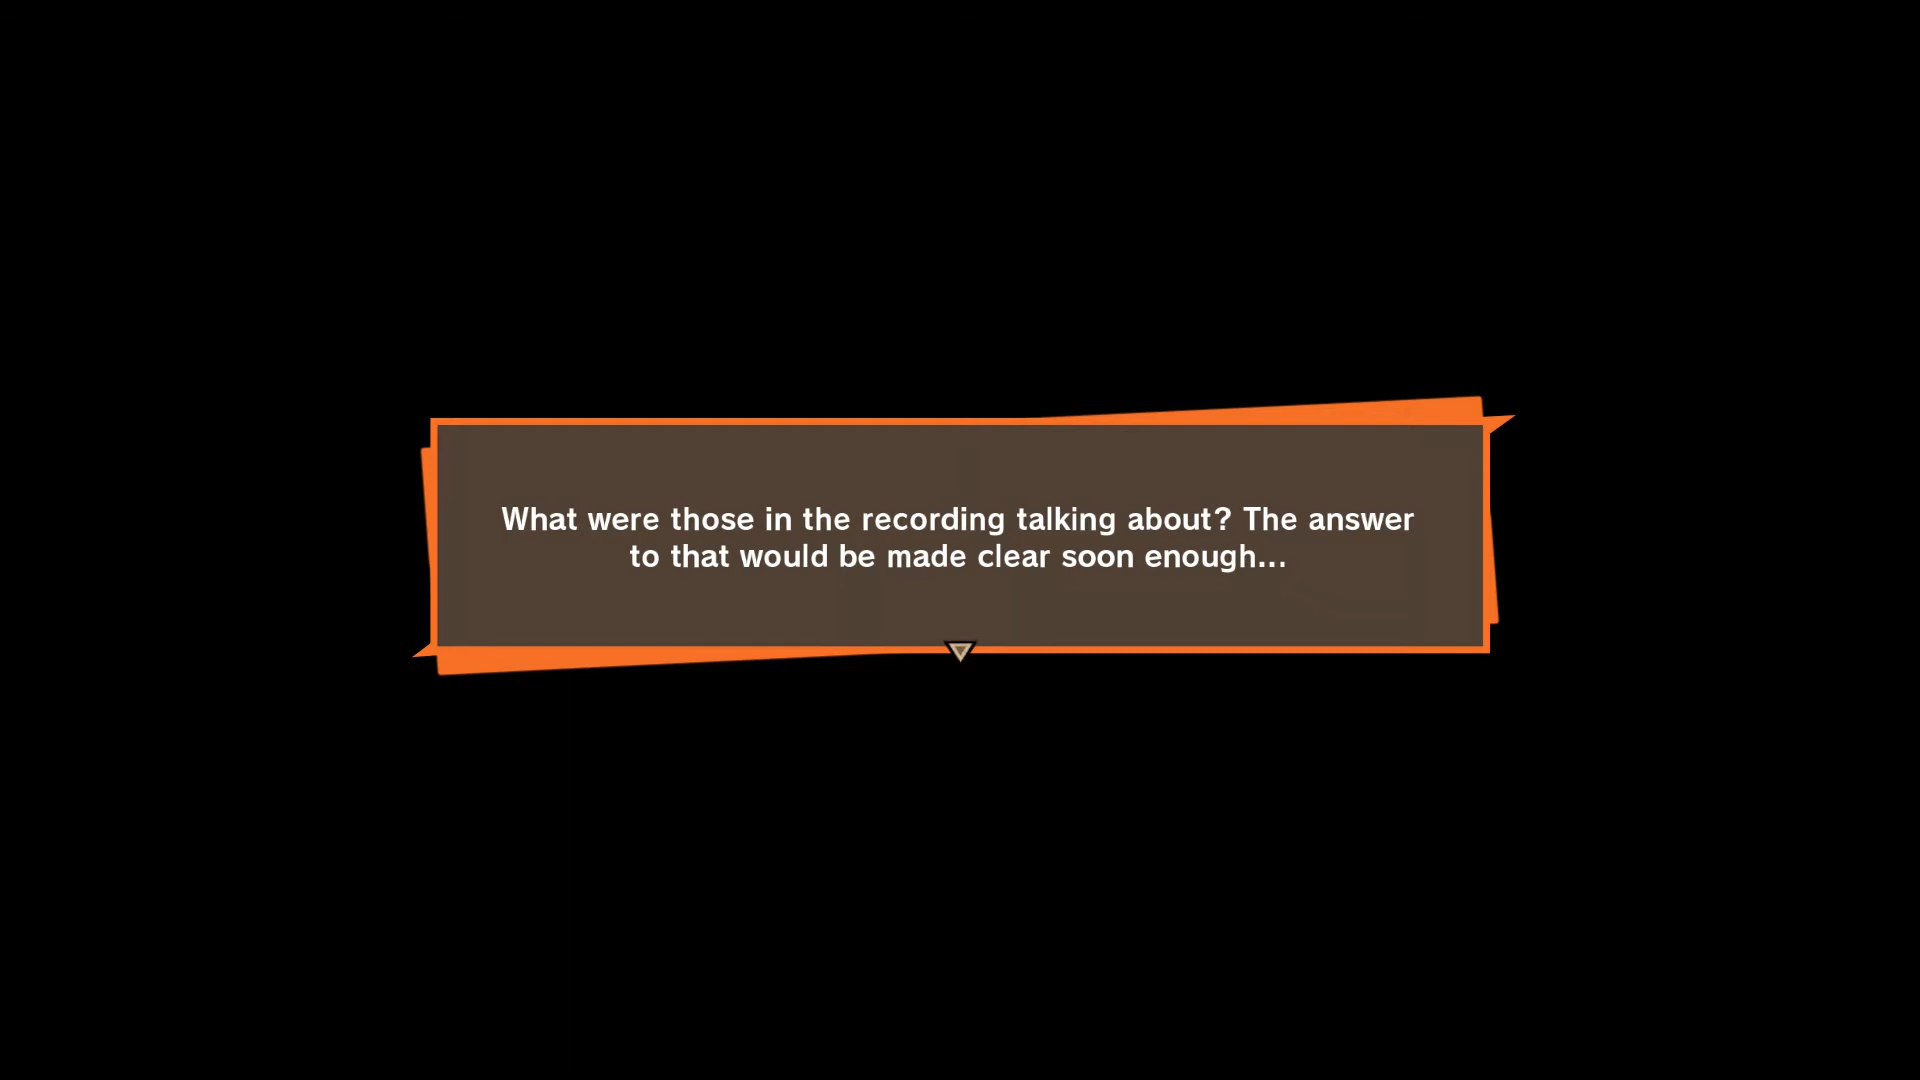 What were those in the recording talking about? The answer
to that would be made clear soon enough...